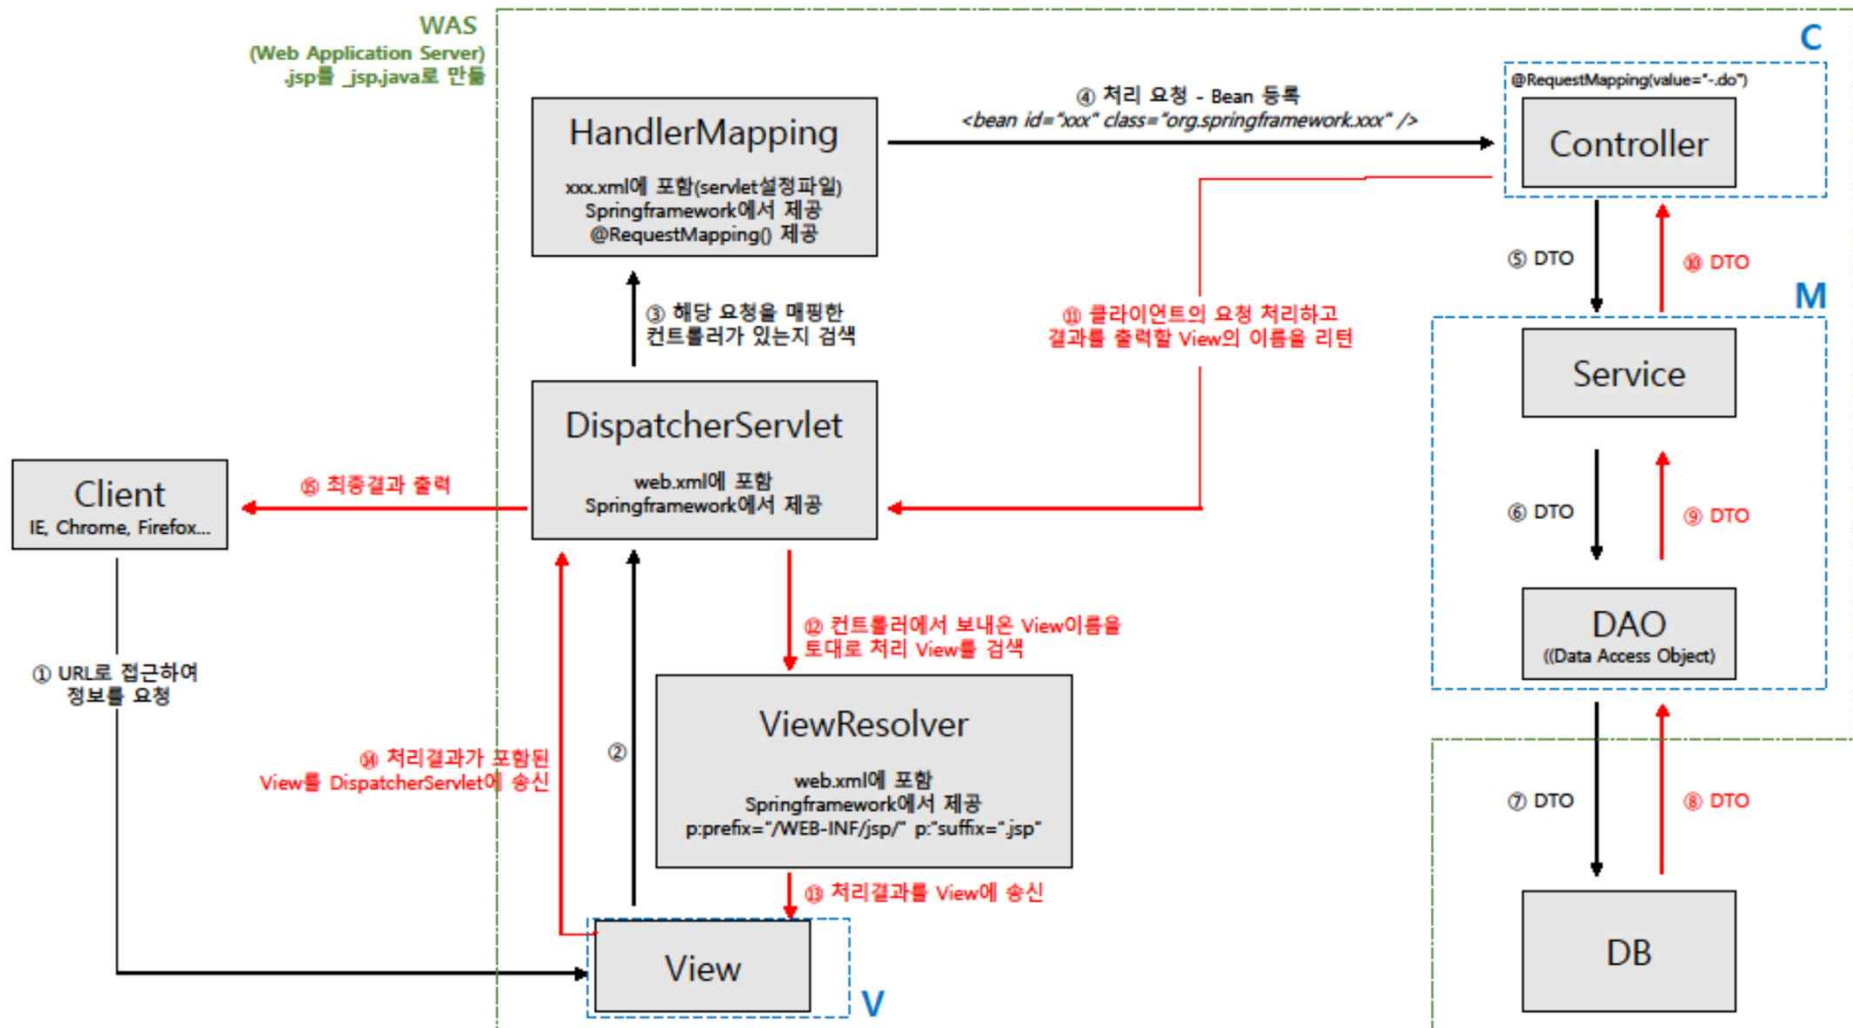 WAS
(Web Application Server)
.jsp를 _jsp.java로 만듦
C
@RequestMapping(value="-.do")
④ 처리 요청 - Bean 등록
<bean id="xxx" class="org.springframework.xxx" />
HandlerMapping
xxx.xml에 포함(servlet설정파일)
Springframework에서 제공
@RequestMapping() 제공
Controller
⑤ DTO
⑩ DTO
③ 해당 요청을 매핑한
컨트롤러가 있는지 검색
⑪ 클라이언트의 요청 처리하고
결과를 출력할 View의 이름을 리턴
M
Service
DispatcherServlet
web.xml에 포함
Springframework에서 제공
Client
IE, Chrome, Firefox...
⑮ 최종결과 출력
⑥ DTO
⑨ DTO
DAO
((Data Access Object)
① URL로 접근하여
정보를 요청
⑫ 컨트롤러에서 보내온 View이름을
토대로 처리 View를 검색
ViewResolver
web.xml에 포함
Springframework에서 제공
p:prefix="/WEB-INF/jsp/" p:"suffix=".jsp"
⑭ 처리결과가 포함된
View를 DispatcherServlet에 송신
②
⑦ DTO
⑧ DTO
⑬ 처리결과를 View에 송신
View
V
DB